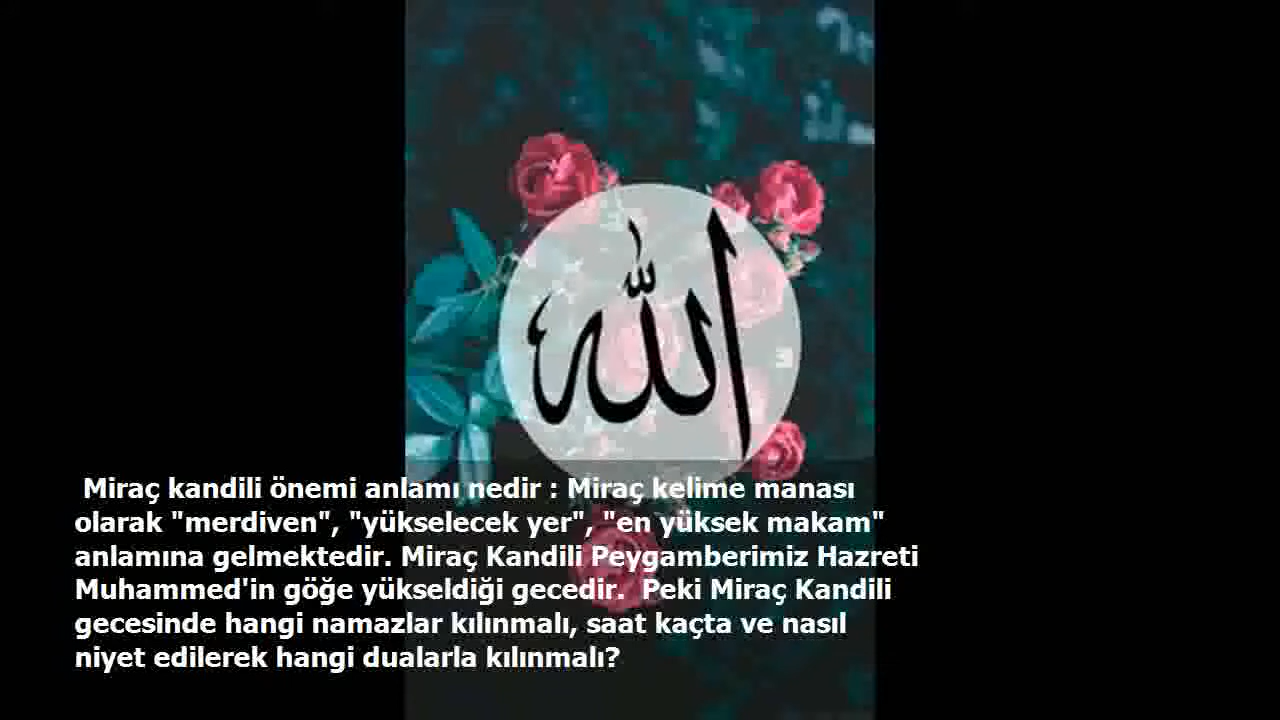 الله
Miraç kandili önemi anlamı nedir : Miraç kelime manası
olarak "merdiven", "yükselecek yer", "en yüksek makam"
anlamına gelmektedir. Miraç Kandili Peygamberimiz Hazreti
Muhammed'in göğe yükseldiği gecedir.  Peki Miraç Kandili
gecesinde hangi namazlar kılınmalı, saat kaçta ve nasıl
niyet edilerek hangi dualarla kılınmalı?